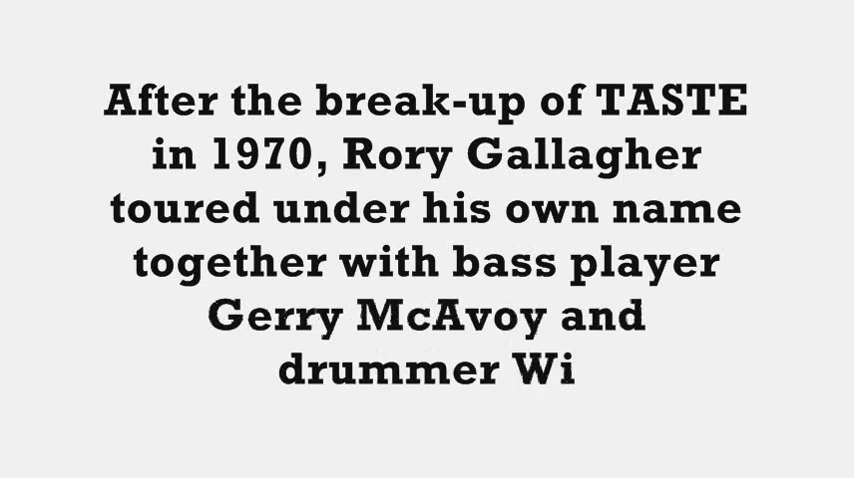 After the break-up of TASTE
in 1970, Rory Gallagher
toured under his own name
together with bass player
Gerry McAvoy and
drummer Wi